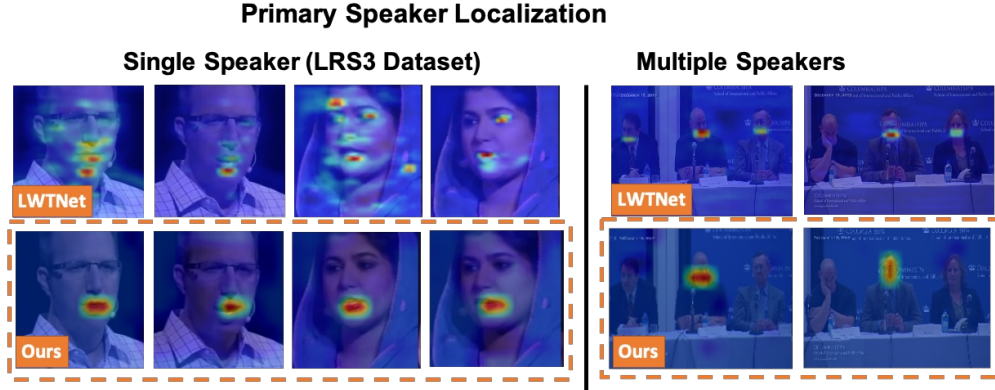 Primary Speaker Localization
Single Speaker (LRS3 Dataset)
Multiple Speakers
LWTNet
LWTNet
Ours
Ours